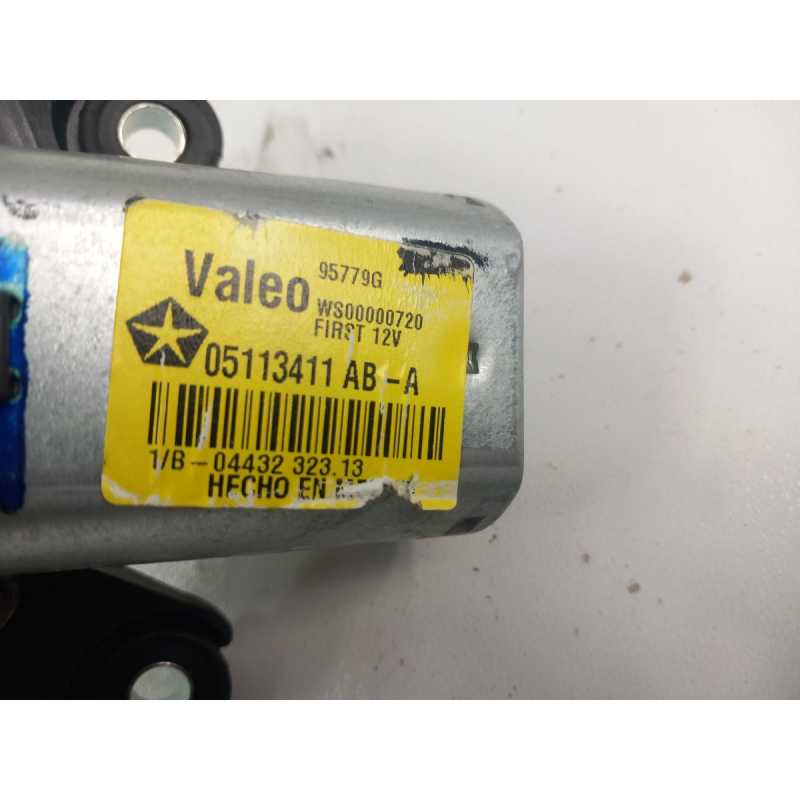 Valeo 95779G
WS00000720
FIRST 12V
05113411 AB-A
1/B-04432 323.13
HECHO EN